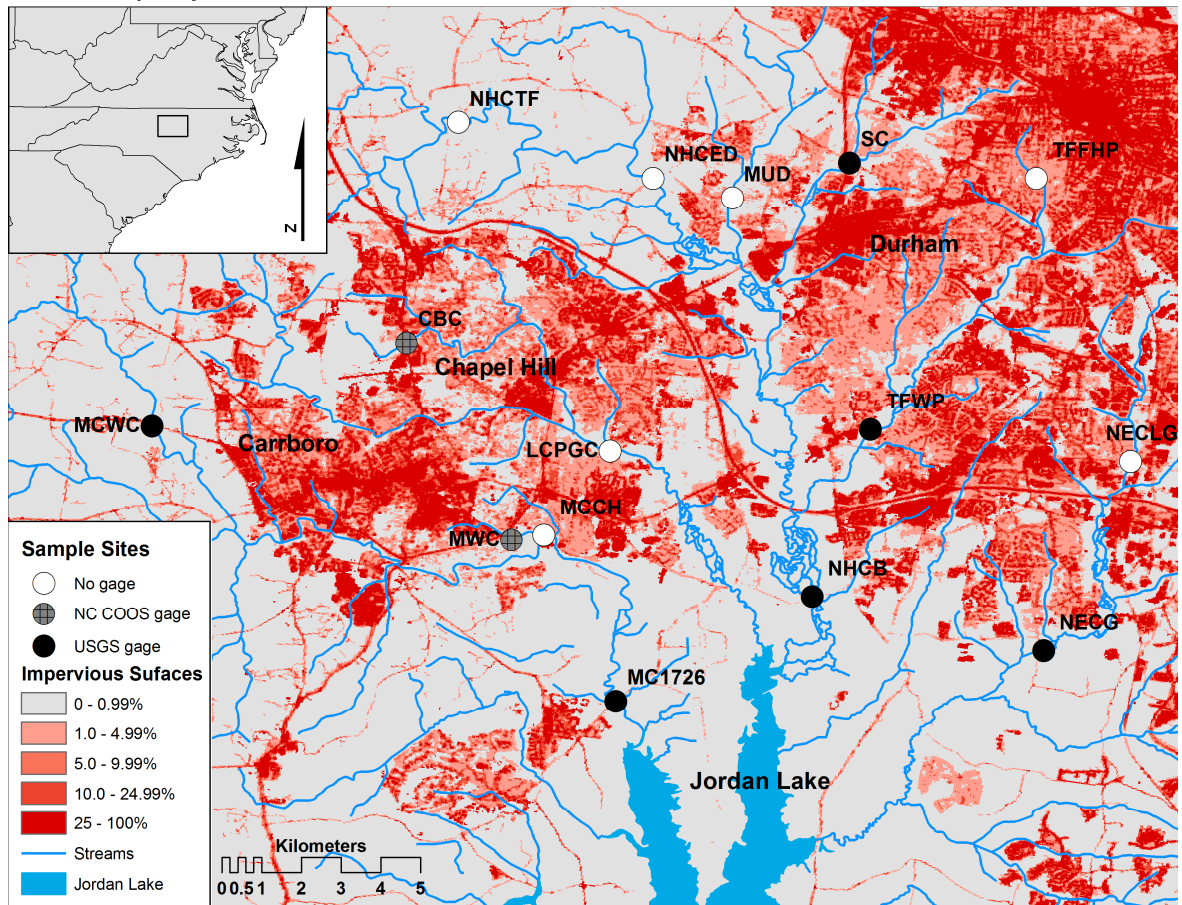 NHCTF
NHCED
MUD
SC
TFFHP
Durham
N
CBC
Chapel Hill
MCWC
Carrboro
TFWP
NECLG
LCPGC
MCCH
MWC
NHCB
NECG
MC1726
Jordan Lake
Sample Sites
No gage
NC COOS gage
USGS gage
Impervious Sufaces
0 - 0.99%
1.0 - 4.99%
5.0 - 9.99%
10.0 - 24.99%
25 - 100%
Streams
Jordan Lake
Kilometers
0 0.5 1 2 3 4 5